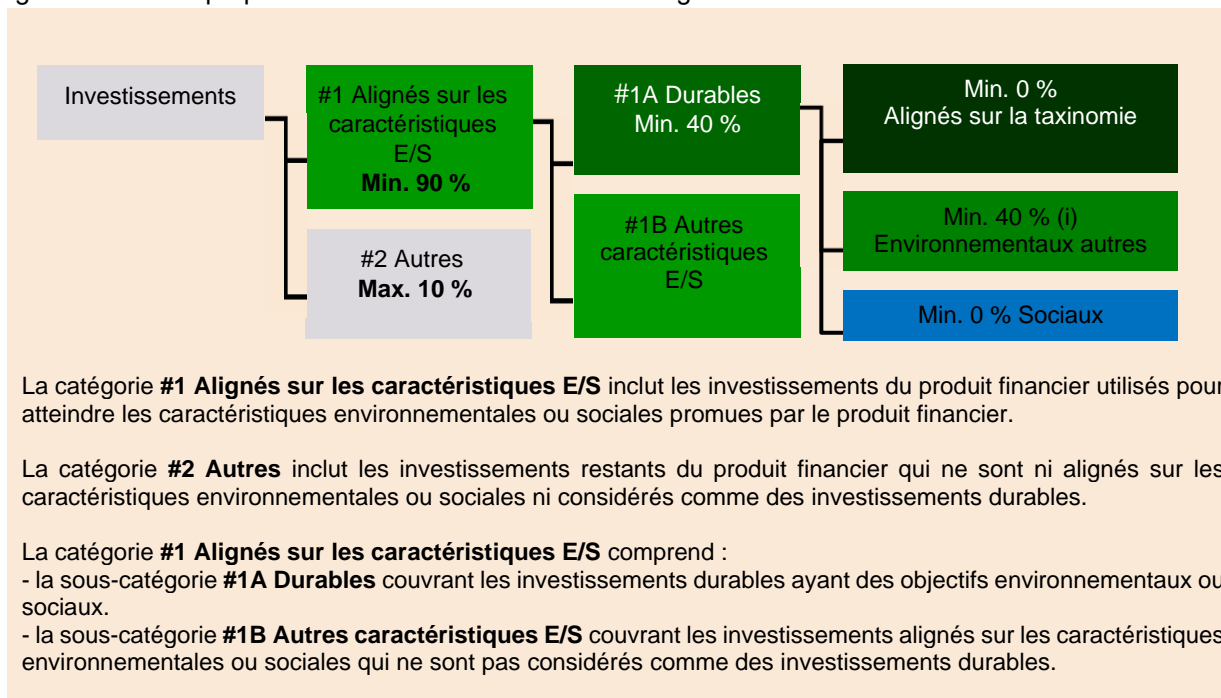 Investissements
#1 Alignés sur les
caractéristiques
E/S
Min. 90 %
#2 Autres
Max. 10 %
#1A Durables
Min. 40 %
#1B Autres
caractéristiques
E/S
Min. 0 %
Alignés sur la taxinomie
Min. 40 % (i)
Environnementaux autres
Min. 0 % Sociaux
La catégorie #1 Alignés sur les caractéristiques E/S inclut les investissements du produit financier utilisés pour
atteindre les caractéristiques environnementales ou sociales promues par le produit financier.
La catégorie #2 Autres inclut les investissements restants du produit financier qui ne sont ni alignés sur les
caractéristiques environnementales ou sociales ni considérés comme des investissements durables.
La catégorie #1 Alignés sur les caractéristiques E/S comprend :
- la sous-catégorie #1A Durables couvrant les investissements durables ayant des objectifs environnementaux ou
sociaux.
- la sous-catégorie #1B Autres caractéristiques E/S couvrant les investissements alignés sur les caractéristiques
environnementales ou sociales qui ne sont pas considérés comme des investissements durables.